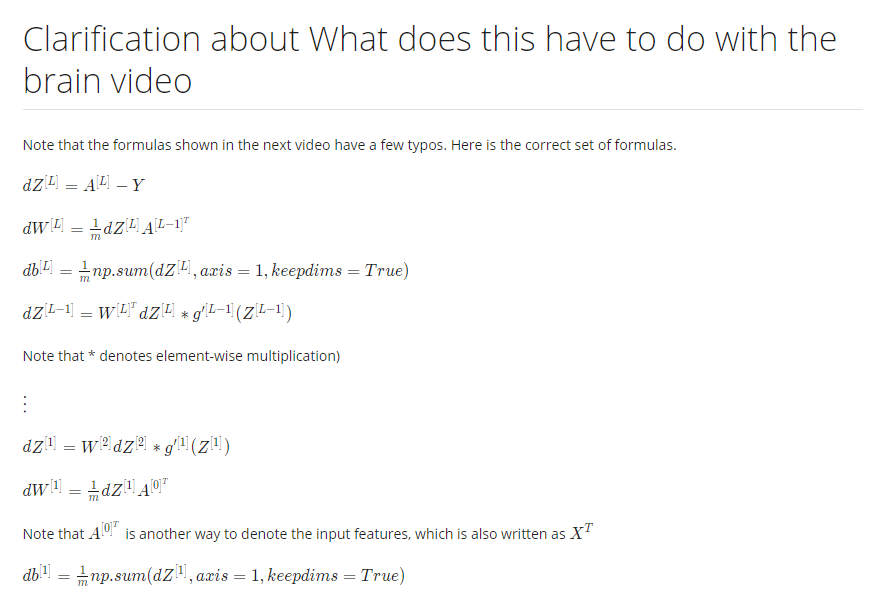 Clarification about What does this have to do with the
brain video
Note that the formulas shown in the next video have a few typos. Here is the correct set of formulas.
dZ^{[L]} = A^{[L]} − Y
dW^{[L]} = \frac{1}{m} dZ^{[L]} A^{[L−1]^T}
db^{[L]} = \frac{1}{m} np.sum(dZ^{[L]}, axis = 1, keepdims = True)
dZ^{[L−1]} = W^{[L]^T} dZ^{[L]} * g'^{[L−1]}(Z^{[L−1]})
Note that * denotes element-wise multiplication)
⋮
dZ^{[1]} = W^{[2]} dZ^{[2]} * g'^{[1]}(Z^{[1]})
dW^{[1]} = \frac{1}{m} dZ^{[1]} A^{[0]^T}
Note that A^{[0]^T} is another way to denote the input features, which is also written as X^T
db^{[1]} = \frac{1}{m} np.sum(dZ^{[1]}, axis = 1, keepdims = True)